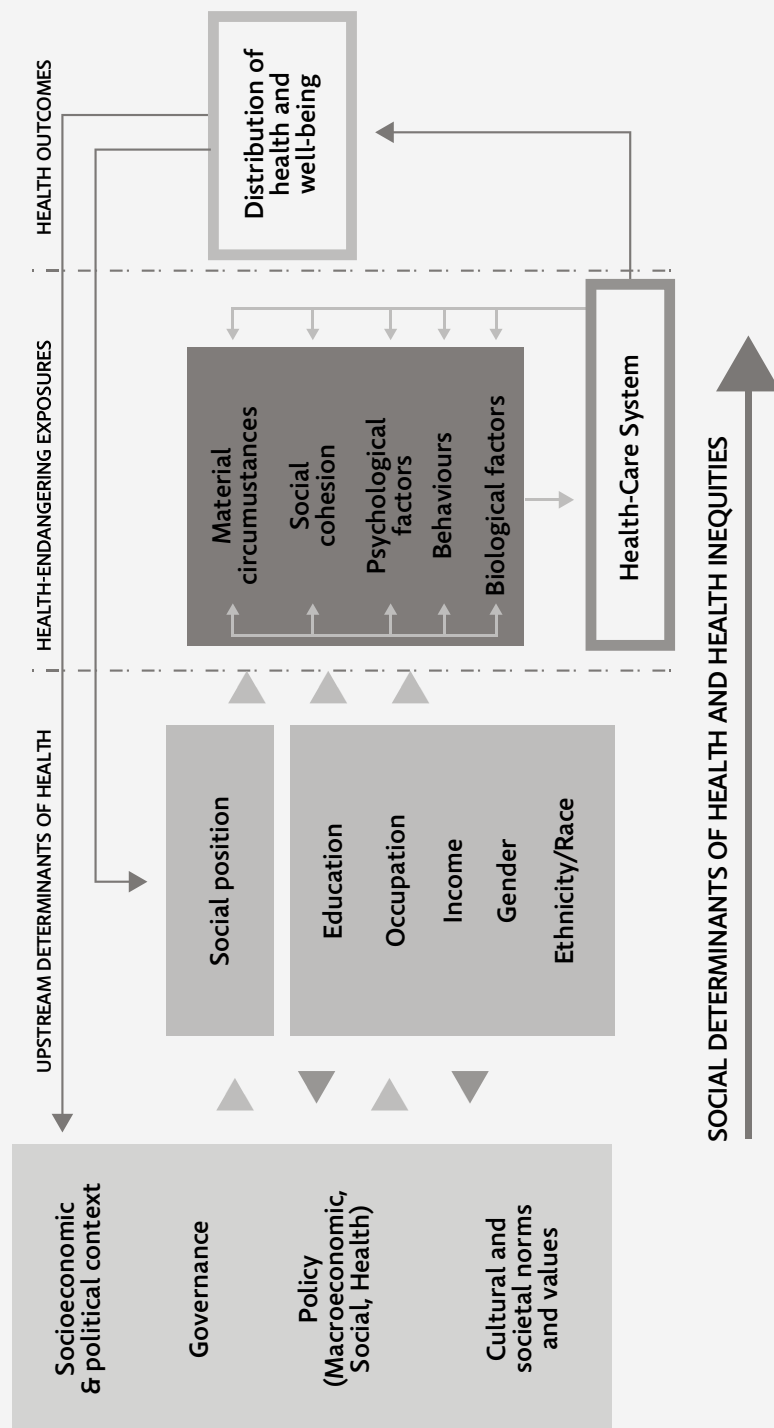 UPSTREAM DETERMINANTS OF HEALTH
HEALTH-ENDANGERING EXPOSURES
HEALTH OUTCOMES
Socioeconomic
& political context
Governance
Policy
(Macroeconomic,
Social, Health)
Cultural and
societal norms
and values
Social position
Education
Occupation
Income
Gender
Ethnicity/Race
Material
circumustances
Social
cohesion
Psychological
factors
Behaviours
Biological factors
Health-Care System
Distribution of
health and
well-being
SOCIAL DETERMINANTS OF HEALTH AND HEALTH INEQUITIES